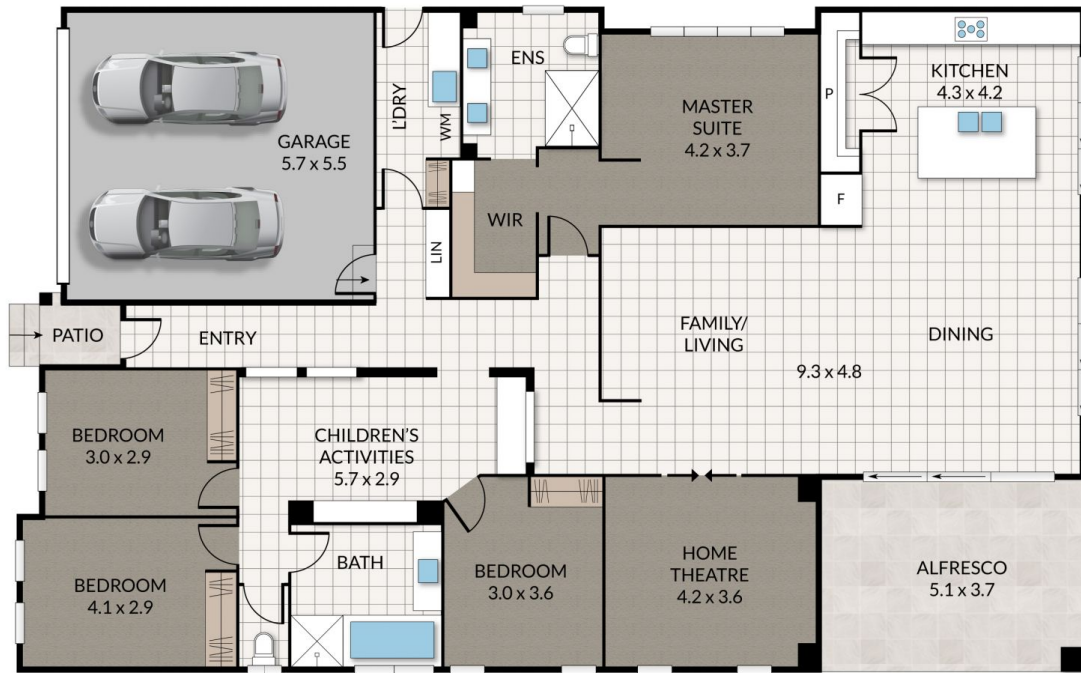 ENS
KITCHEN
4.3 x 4.2
L'DRY
WM
P
MASTER
SUITE
4.2 x 3.7
GARAGE
5.7 x 5.5
F
WIR
LIN
PATIO
ENTRY
FAMILY/
LIVING
DINING
9.3 x 4.8
BEDROOM
3.0 x 2.9
CHILDREN'S
ACTIVITIES
5.7 x 2.9
BATH
BEDROOM
4.1 x 2.9
BEDROOM
3.0 x 3.6
HOME
THEATRE
4.2 x 3.6
ALFRESCO
5.1 x 3.7